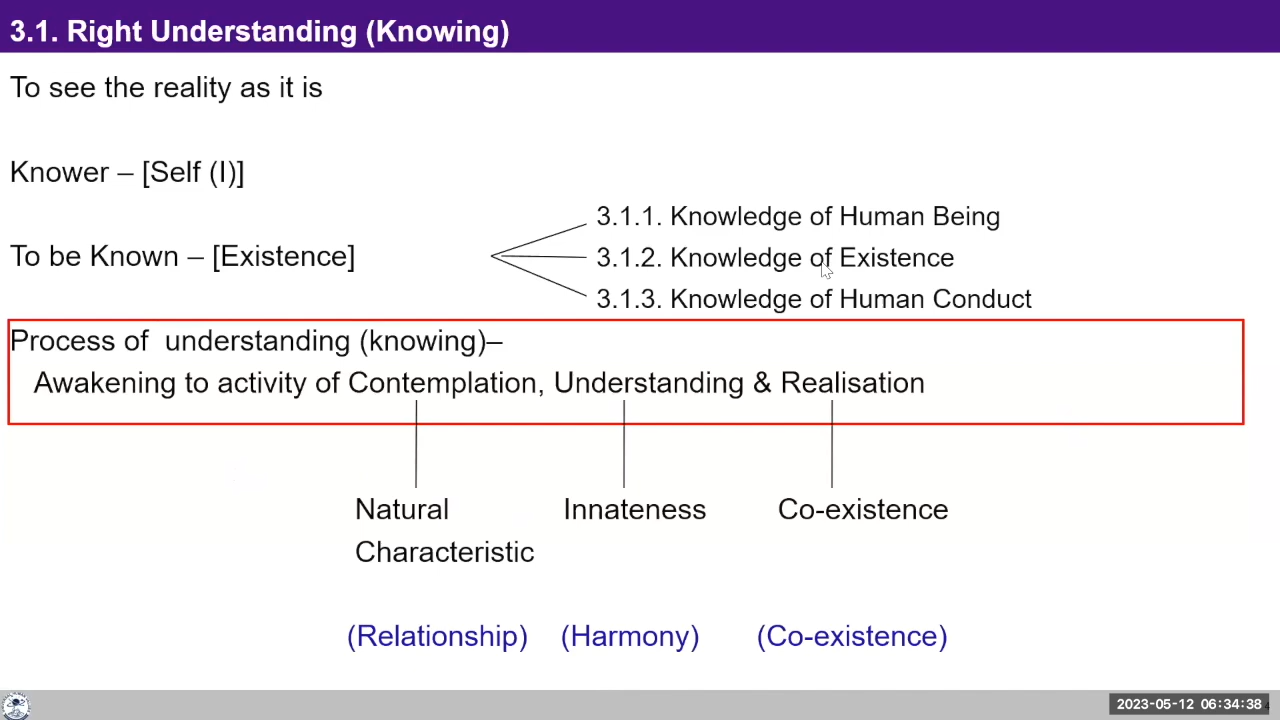 3.1. Right Understanding (Knowing)
To see the reality as it is
Knower – [Self (I)]
To be Known – [Existence]
3.1.1. Knowledge of Human Being
3.1.2. Knowledge of Existence
3.1.3. Knowledge of Human Conduct
Process of understanding (knowing)–
Awakening to activity of Contemplation, Understanding & Realisation
Natural Characteristic
Innateness
Co-existence
(Relationship) (Harmony) (Co-existence)
2023-05-12 06:34:38